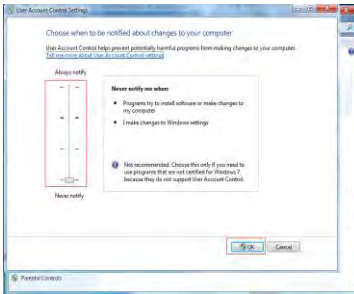 User Account Control Settings
Choose when to be notified about changes to your computer
User Account Control helps prevent potentially harmful programs from making changes to your computer.
Tell me more about User Account Control settings
Always notify
Never notify me when:
Programs try to install software or make changes to
my computer
I make changes to Windows settings
Not recommended. Choose this only if you need to
use programs that are not certified for Windows 7
because they do not support User Account Control.
Never notify
OK
Cancel
Parental Controls